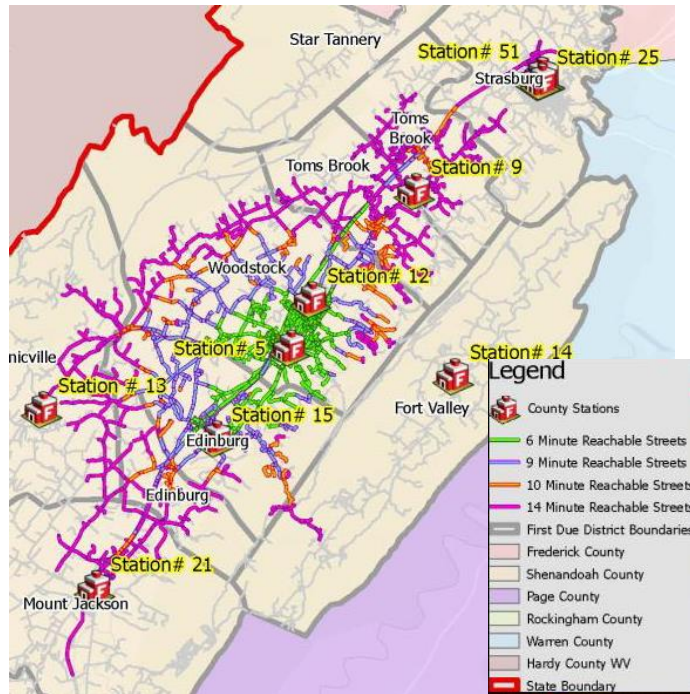 Star Tannery
Station# 51
Station# 25
Strasburg
Toms
Brook
Toms Brook
Station# 9
Woodstock
Station# 12
Station# 5
Station# 14
nicville
Station # 13
Fort Valley
Station# 15
Edinburg
Edinburg
Station# 21
Mount Jackson
Legend
County Stations
6 Minute Reachable Streets
9 Minute Reachable Streets
10 Minute Reachable Streets
14 Minute Reachable Streets
First Due District Boundaries
Frederick County
Shenandoah County
Page County
Rockingham County
Warren County
Hardy County WV
State Boundary